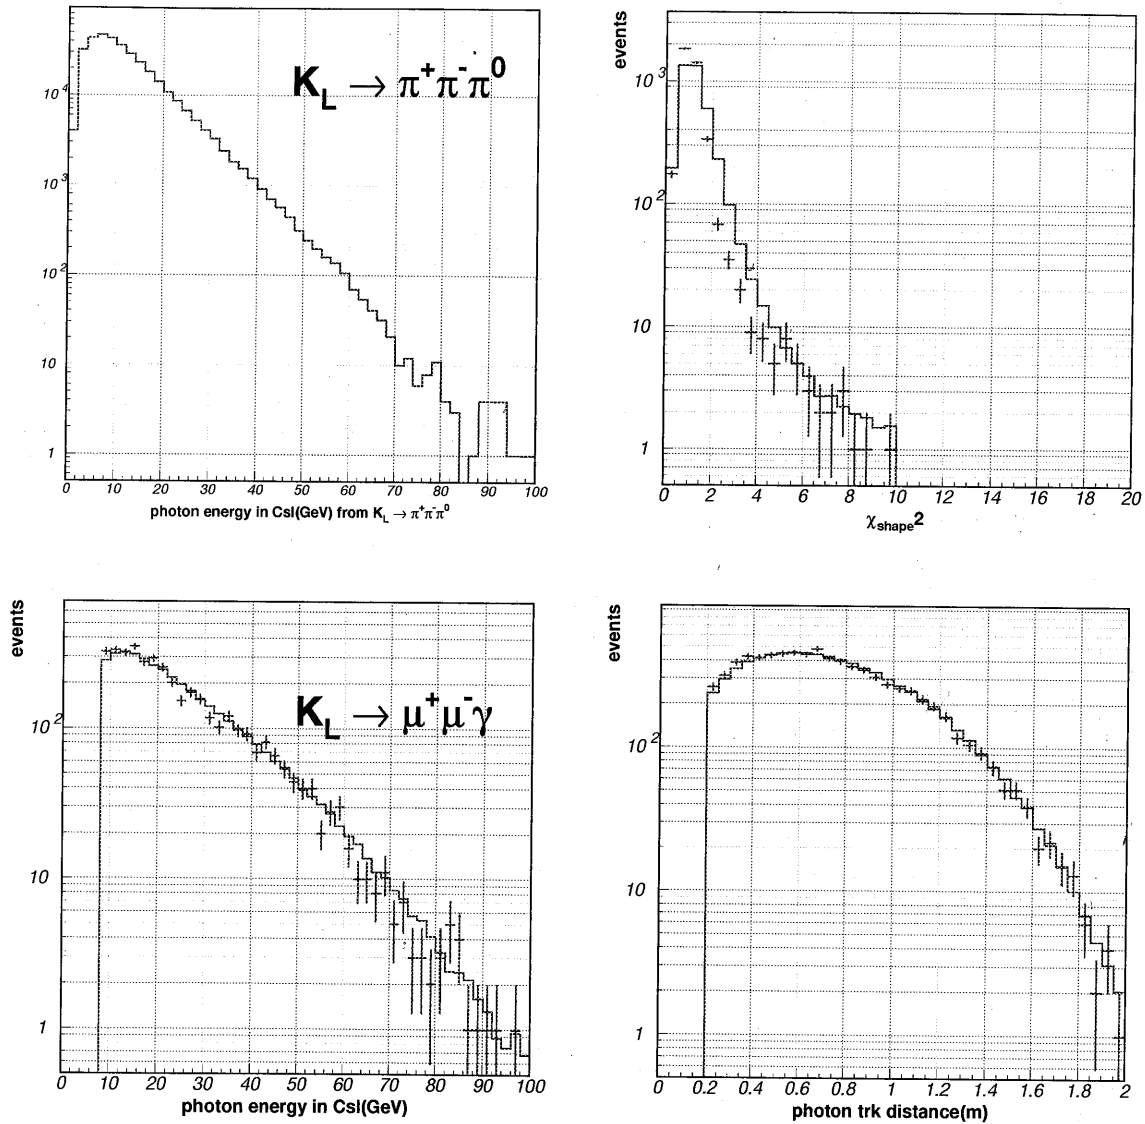 K_L → π⁺π⁻π⁰
10⁴
10³
10²
10
1
0 10 20 30 40 50 60 70 80 90 100
photon energy in CsI(GeV) from K_L → π⁺π⁻π⁰
events
10³
10²
10
1
0 2 4 6 8 10 12 14 16 18 20
χ_shape2
events
K_L → μ⁺μ⁻γ
10²
10
1
0 10 20 30 40 50 60 70 80 90 100
photon energy in CsI(GeV)
events
10²
10
1
0 0.2 0.4 0.6 0.8 1 1.2 1.4 1.6 1.8 2
photon trk distance(m)